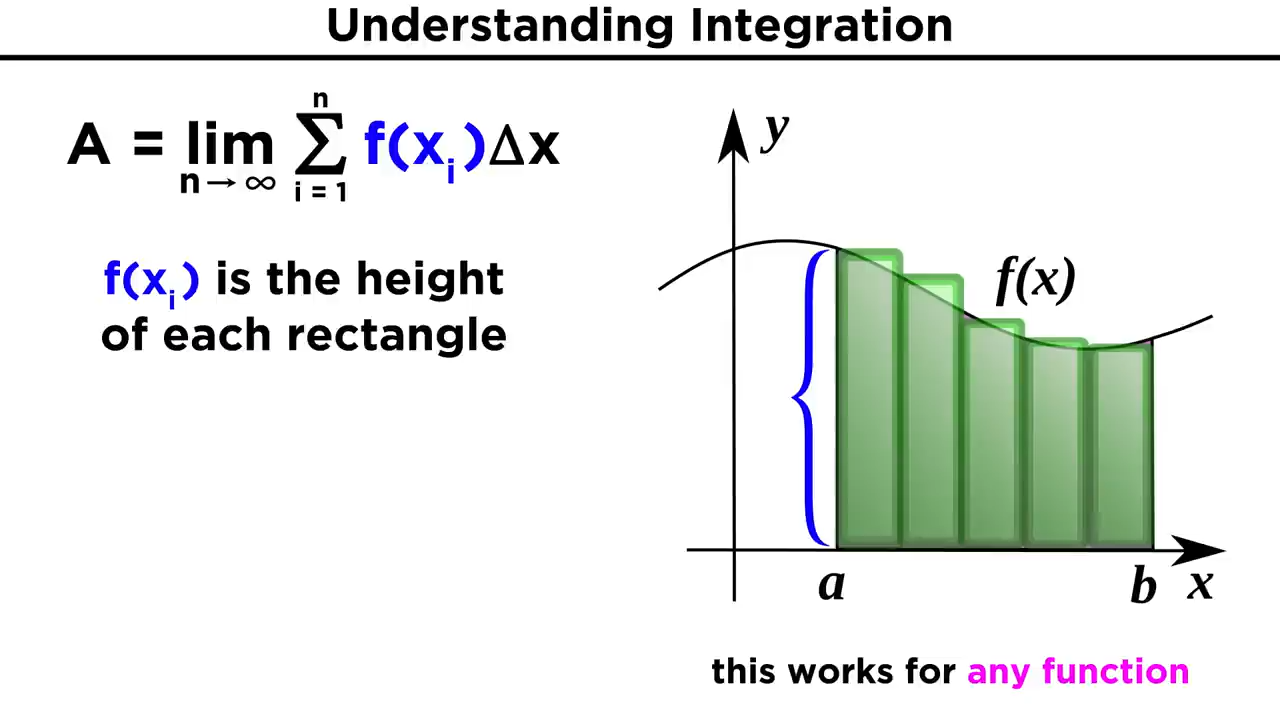 Understanding Integration
n
A = lim Σ f(xᵢ)Δx
n → ∞ i = 1
f(xᵢ) is the height
of each rectangle
y
f(x)
a b x
this works for any function